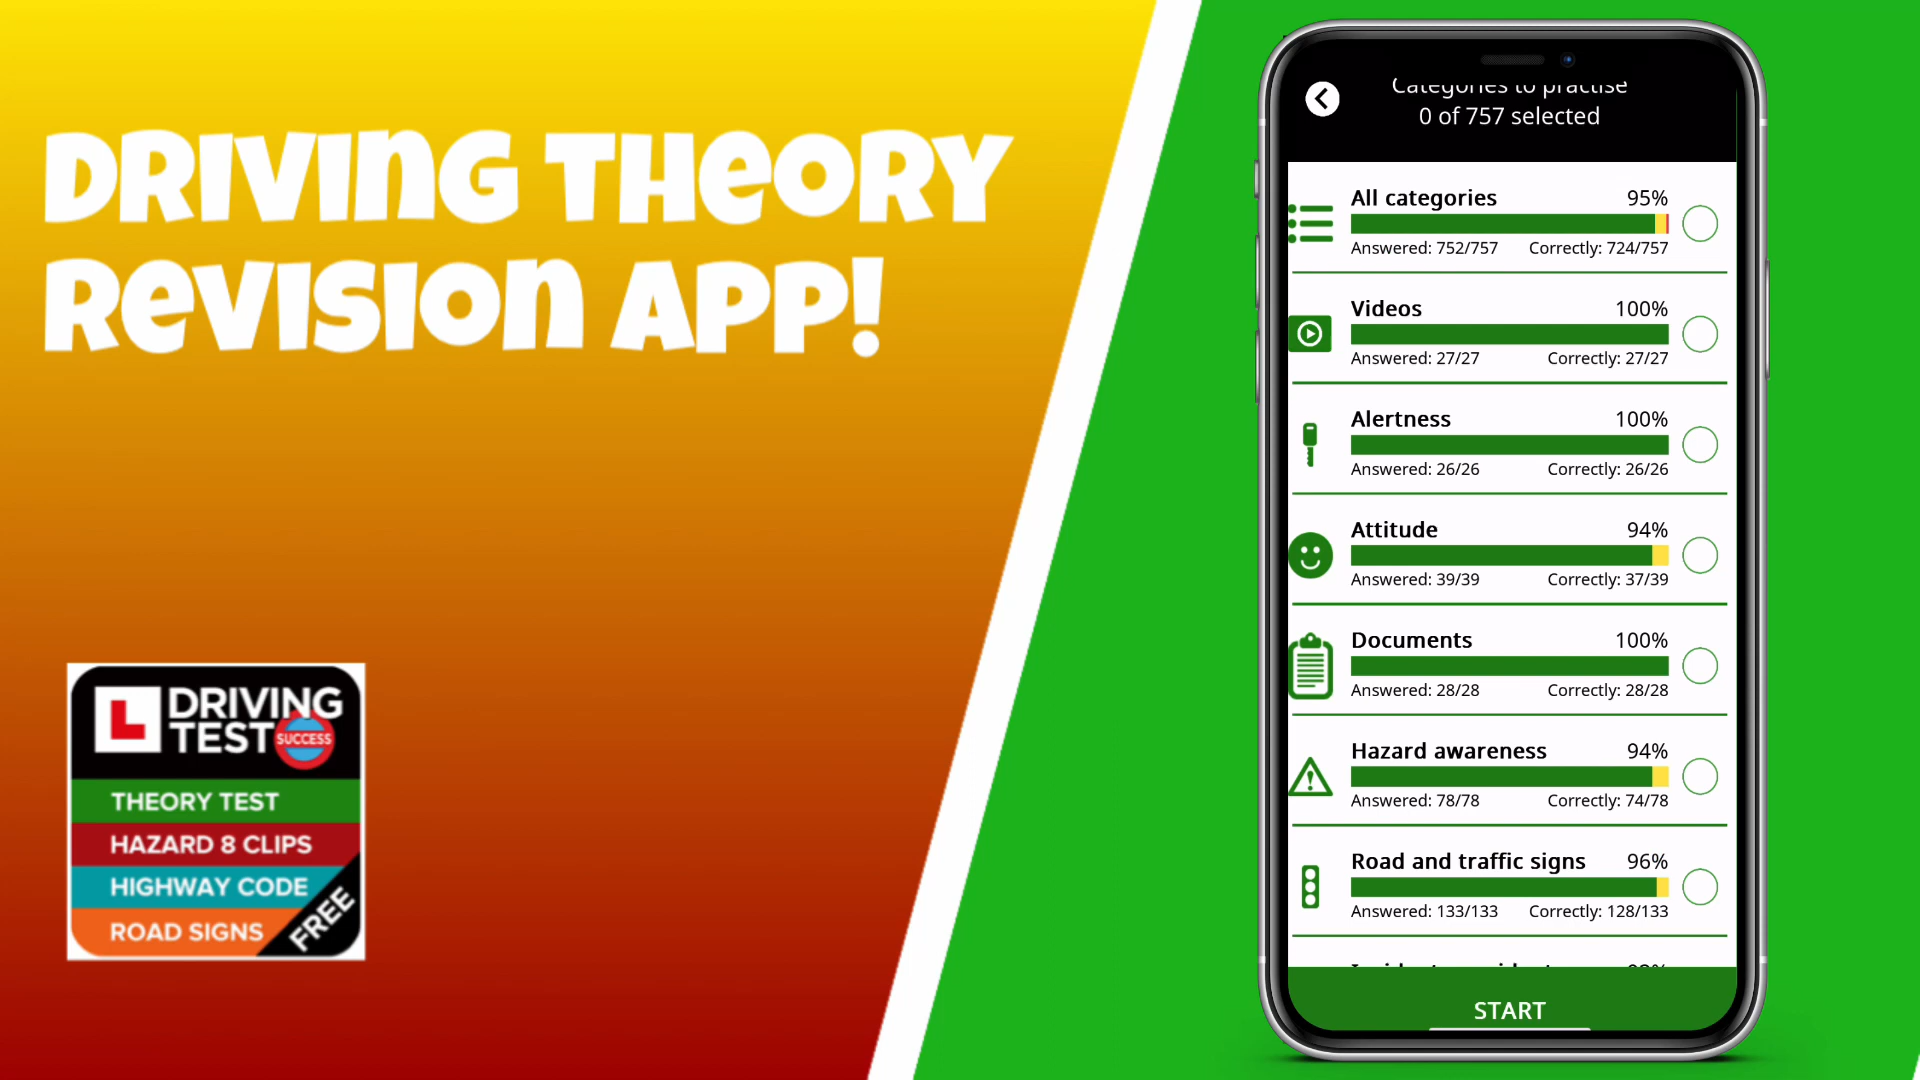 DRIVING THEORY
REVISION APP!
L DRIVING
TEST SUCCESS
THEORY TEST
HAZARD 8 CLIPS
HIGHWAY CODE
ROAD SIGNS
FREE
Categories to practise
0 of 757 selected
All categories 95%
Answered: 752/757 Correctly: 724/757
Videos 100%
Answered: 27/27 Correctly: 27/27
Alertness 100%
Answered: 26/26 Correctly: 26/26
Attitude 94%
Answered: 39/39 Correctly: 37/39
Documents 100%
Answered: 28/28 Correctly: 28/28
Hazard awareness 94%
Answered: 78/78 Correctly: 74/78
Road and traffic signs 96%
Answered: 133/133 Correctly: 128/133
START